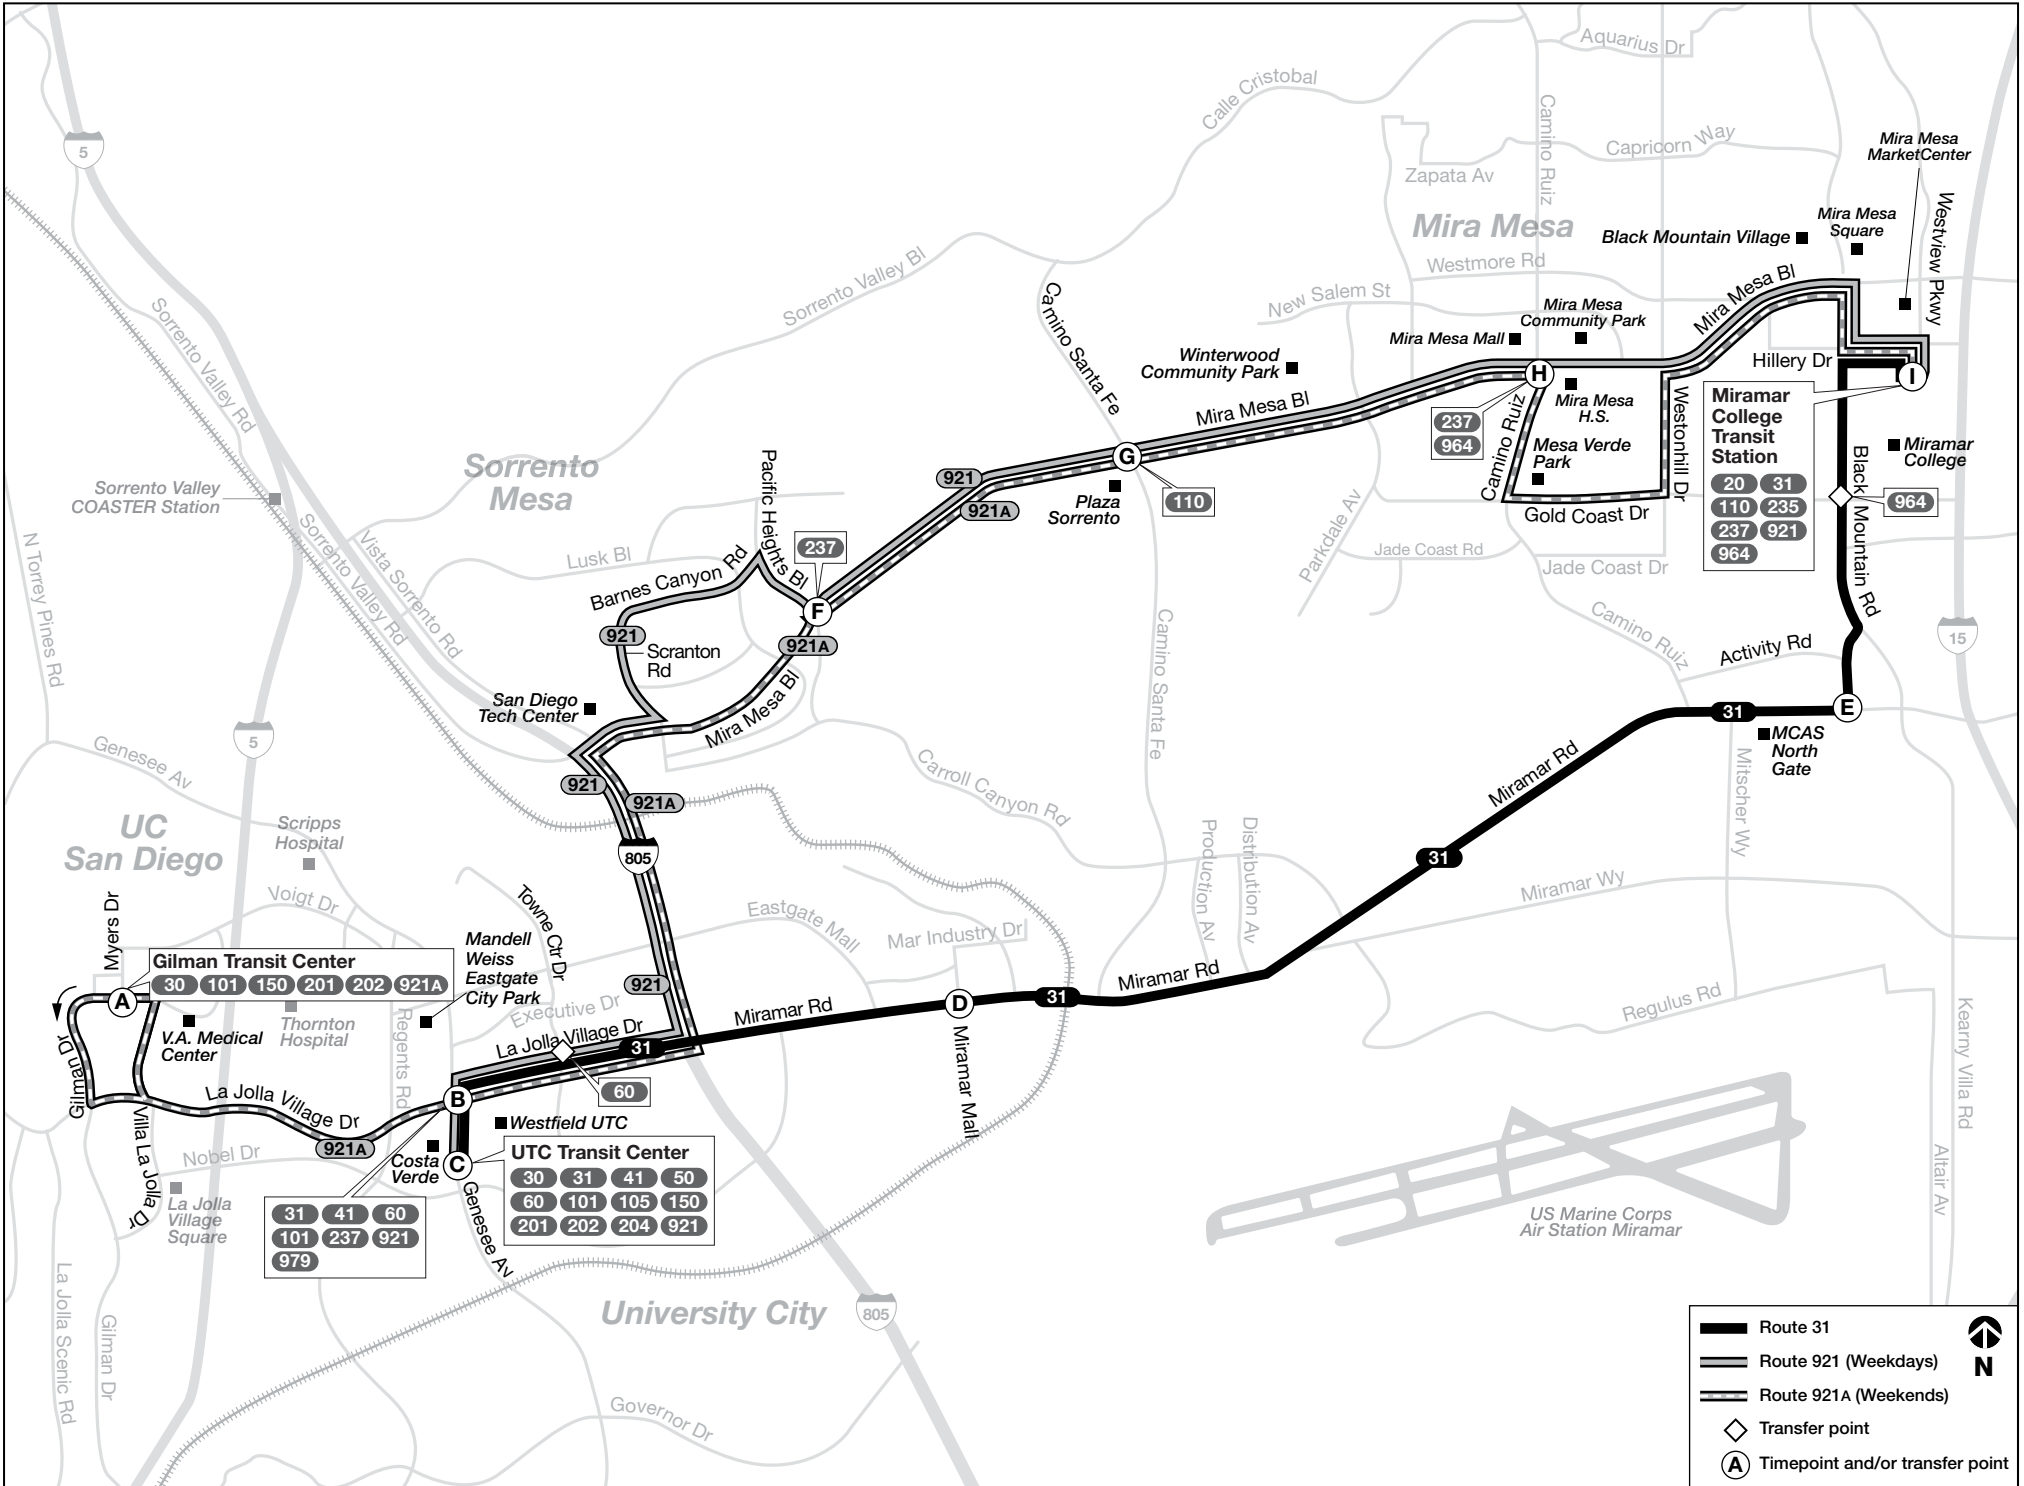 Aquarius Dr
Calle Cristobal
Camino Ruiz
Capricorn Way
Mira Mesa
MarketCenter
5
Zapata Av
Westview Pkwy
Mira Mesa
Mira Mesa
Square
Black Mountain Village
Westmore Rd
Sorrento Valley Bl
New Salem St
Mira Mesa Bl
Camino Santa Fe
Mira Mesa
Community Park
Mira Mesa Mall
Sorrento Valley Rd
Winterwood
Community Park
Hillery Dr
H
I
Mira Mesa Bl
Mira Mesa
H.S.
Camino Ruiz
Westonhill Dr
237
964
Mesa Verde
Park
Miramar
College
Transit
Station
20 31
110 235
237 921
964
Miramar
College
Black Mountain Rd
964
Sorrento
Mesa
G
921
921A
Plaza
Sorrento
110
Sorrento Valley
COASTER Station
Gold Coast Dr
Parkdale Av
Pacific Heights Bl
237
Sorrento Valley Rd
Vista Sorrento Rd
N Torrey Pines Rd
Lusk Bl
Jade Coast Rd
Jade Coast Dr
Barnes Canyon Rd
F
921
921A
Scranton
Rd
Camino Santa Fe
Camino Ruiz
15
Activity Rd
San Diego
Tech Center
Mira Mesa Bl
E
31
MCAS
North
Gate
5
Genesee Av
Miramar Rd
Mitscher Wy
921
921A
Carroll Canyon Rd
UC
San Diego
Scripps
Hospital
805
Production Av
Distribution Av
31
Miramar Wy
Voigt Dr
Myers Dr
Towne Ctr Dr
Eastgate Mall
Mar Industry Dr
Mandell
Weiss
Eastgate
City Park
Gilman Transit Center
30 101 150 201 202 921A
921
Miramar Rd
A
Thornton
Hospital
V.A. Medical
Center
Executive Dr
Regents Rd
Miramar Rd
D
31
Regulus Rd
Kearny Villa Rd
La Jolla Village Dr
31
Miramar Mall
60
Gilman Dr
La Jolla Village Dr
B
Westfield UTC
Villa La Jolla Dr
921A
Nobel Dr
Costa
Verde
C
UTC Transit Center
30 31 41 50
60 101 105 150
201 202 204 921
Genesee Av
La Jolla
Village
Square
31 41 60
101 237 921
979
US Marine Corps
Air Station Miramar
Altair Av
University City
805
La Jolla Scenic Rd
Gilman Dr
Governor Dr
Route 31
Route 921 (Weekdays)
N
Route 921A (Weekends)
Transfer point
A
Timepoint and/or transfer point